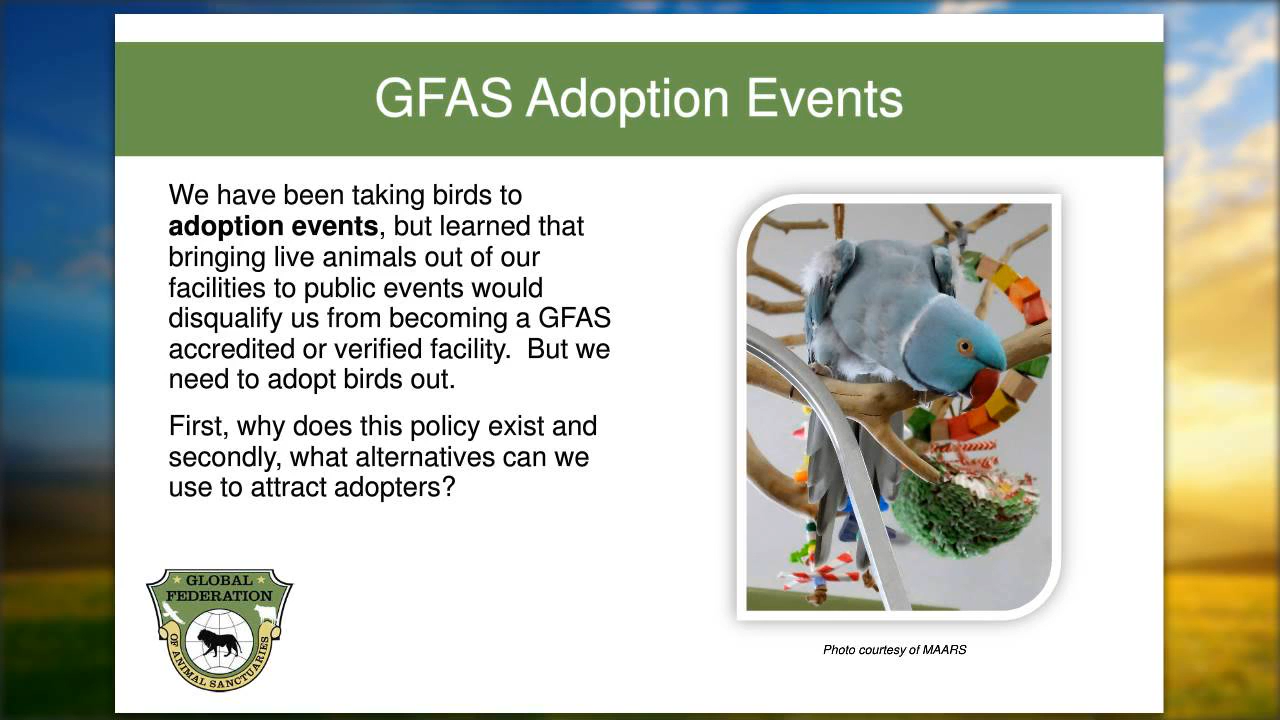 GFAS Adoption Events
We have been taking birds to
adoption events, but learned that
bringing live animals out of our
facilities to public events would
disqualify us from becoming a GFAS
accredited or verified facility.  But we
need to adopt birds out.
First, why does this policy exist and
secondly, what alternatives can we
use to attract adopters?
GLOBAL
FEDERATION
OF ANIMAL SANCTUARIES
Photo courtesy of MAARS